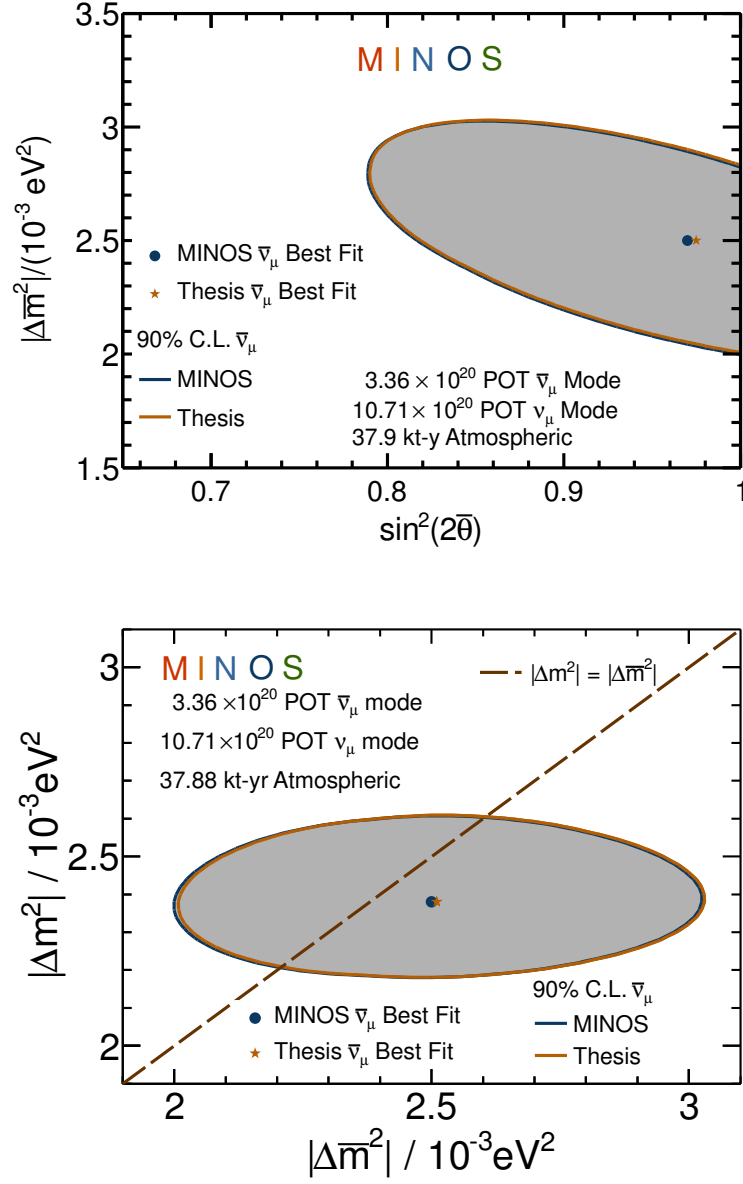 3.5
MINOS
3
2.5
2
1.5
|Δm̅²|/(10⁻³ eV²)
MINOS ν̅μ Best Fit
Thesis ν̅μ Best Fit
90% C.L. ν̅μ
MINOS
Thesis
3.36 × 10²⁰ POT ν̅μ Mode
10.71 × 10²⁰ POT νμ Mode
37.9 kt-y Atmospheric
0.7 0.8 0.9 1
sin²(2θ̅)
MINOS
|Δm²| = |Δm̅²|
3.36 ×10²⁰ POT ν̅μ mode
10.71×10²⁰ POT νμ mode
37.88 kt-yr Atmospheric
3
2.5
2
|Δm²| / 10⁻³eV²
MINOS ν̅μ Best Fit
Thesis ν̅μ Best Fit
90% C.L. ν̅μ
MINOS
Thesis
2 2.5 3
|Δm̅²| / 10⁻³eV²